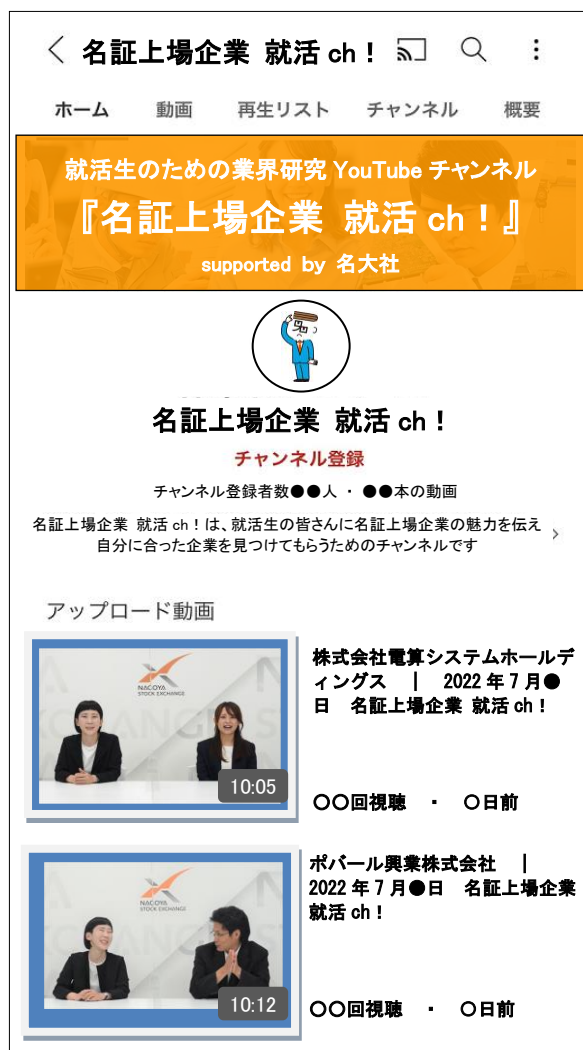 名証上場企業 就活 ch！
ホーム 動画 再生リスト チャンネル 概要
就活生のための業界研究 YouTube チャンネル
『名証上場企業 就活 ch！』
supported by 名大社
名証上場企業 就活 ch！
チャンネル登録
チャンネル登録者数●●人 ・ ●●本の動画
名証上場企業 就活 ch！は、就活生の皆さんに名証上場企業の魅力を伝え
自分に合った企業を見つけてもらうためのチャンネルです
アップロード動画
NAGOYA
STOCK EXCHANGE
10:05
株式会社電算システムホールデ
ィングス ｜ 2022 年 7 月●
日 名証上場企業 就活 ch！
〇〇回視聴 ・ 〇日前
NAGOYA
STOCK EXCHANGE
10:12
ポバール興業株式会社 ｜
2022 年 7 月●日 名証上場企業
就活 ch！
〇〇回視聴 ・ 〇日前